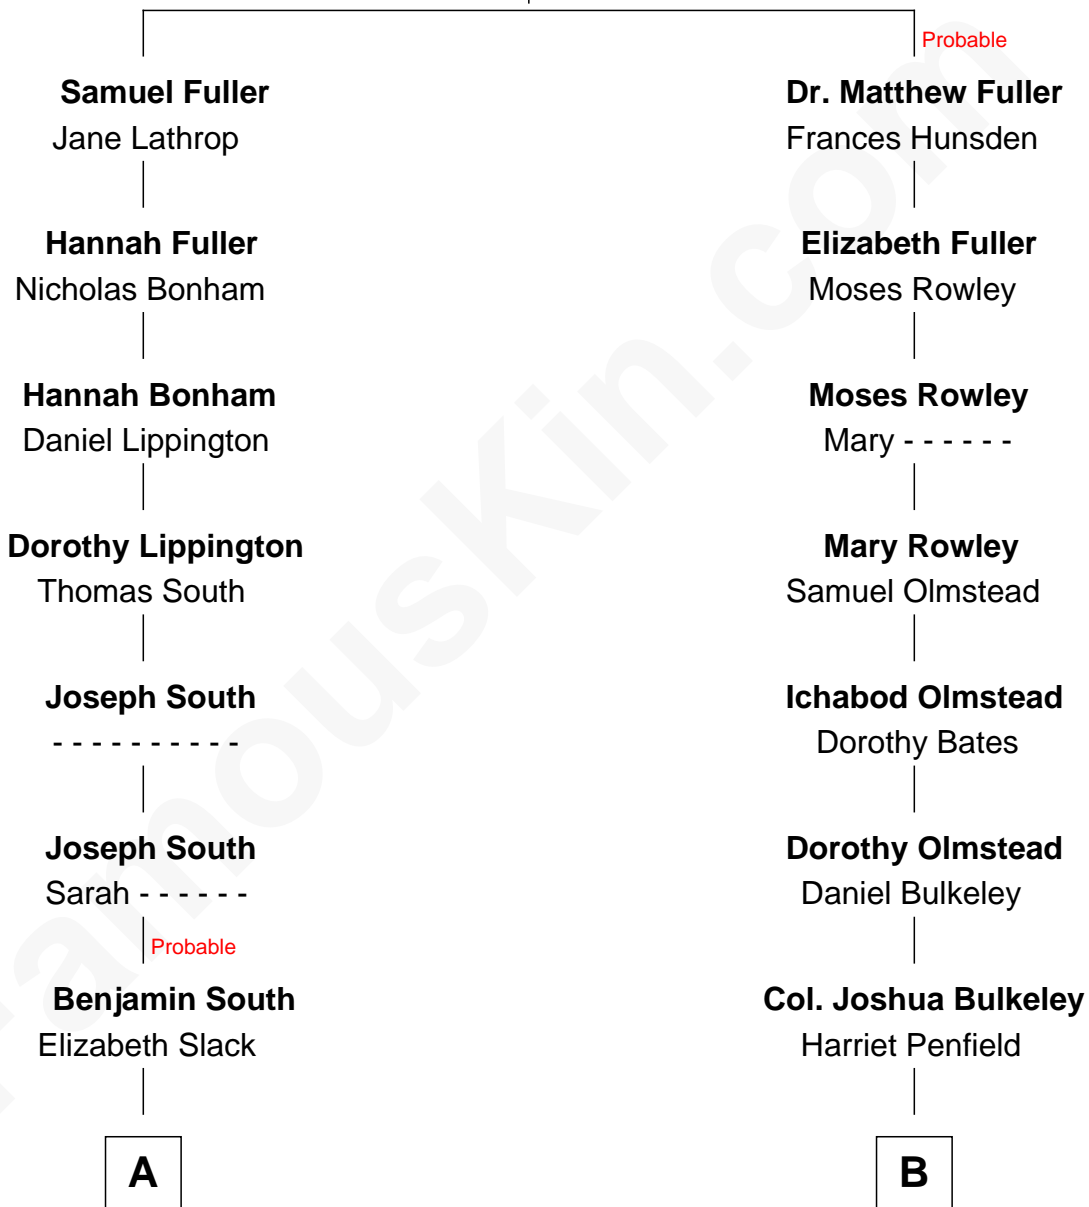 Probable
Samuel Fuller
Jane Lathrop
Dr. Matthew Fuller
Frances Hunsden
Hannah Fuller
Nicholas Bonham
Elizabeth Fuller
Moses Rowley
Hannah Bonham
Daniel Lippington
Moses Rowley
Mary - - - - - -
Dorothy Lippington
Thomas South
Mary Rowley
Samuel Olmstead
Joseph South
- - - - - - - - - -
Ichabod Olmstead
Dorothy Bates
Joseph South
Sarah - - - - - -
Dorothy Olmstead
Daniel Bulkeley
Probable
Benjamin South
Elizabeth Slack
Col. Joshua Bulkeley
Harriet Penfield
A
B
FamousKin.com